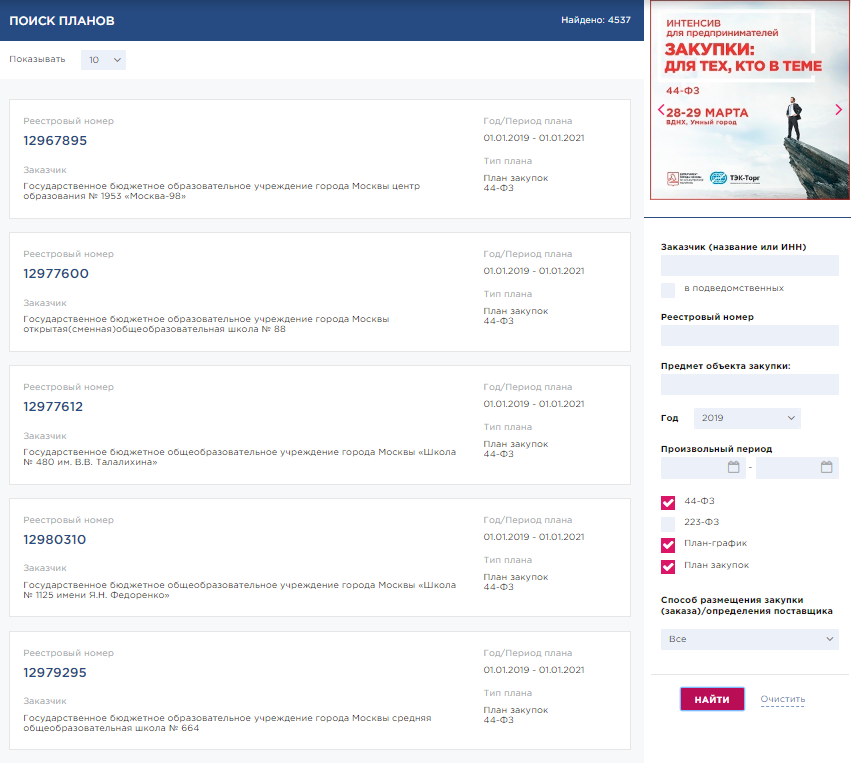 ПОИСК ПЛАНОВ
Найдено: 4537
Показывать
10
Реестровый номер
12967895
Заказчик
Государственное бюджетное образовательное учреждение города Москвы центр
образования № 1953 «Москва-98»
Год/Период плана
01.01.2019 - 01.01.2021
Тип плана
План закупок
44-ФЗ
Реестровый номер
12977600
Заказчик
Государственное бюджетное образовательное учреждение города Москвы
открытая(сменная)общеобразовательная школа № 88
Год/Период плана
01.01.2019 - 01.01.2021
Тип плана
План закупок
44-ФЗ
Реестровый номер
12977612
Заказчик
Государственное бюджетное общеобразовательное учреждение города Москвы «Школа
№ 480 им. В.В. Талалихина»
Год/Период плана
01.01.2019 - 01.01.2021
Тип плана
План закупок
44-ФЗ
Реестровый номер
12980310
Заказчик
Государственное бюджетное общеобразовательное учреждение города Москвы «Школа
№ 1125 имени Я.Н. Федоренко»
Год/Период плана
01.01.2019 - 01.01.2021
Тип плана
План закупок
44-ФЗ
Реестровый номер
12979295
Заказчик
Государственное бюджетное образовательное учреждение города Москвы средняя
общеобразовательная школа № 664
Год/Период плана
01.01.2019 - 01.01.2021
Тип плана
План закупок
44-ФЗ
ИНТЕНСИВ
для предпринимателей
ЗАКУПКИ:
ДЛЯ ТЕХ, КТО В ТЕМЕ
44-ФЗ
28-29 МАРТА
ВДНХ, Умный город
ТЭК-Торг
Заказчик (название или ИНН)
в подведомственных
Реестровый номер
Предмет объекта закупки:
Год
2019
Произвольный период
-
44-ФЗ
223-ФЗ
План-график
План закупок
Способ размещения закупки
(заказа)/определения поставщика
Все
НАЙТИ
Очистить